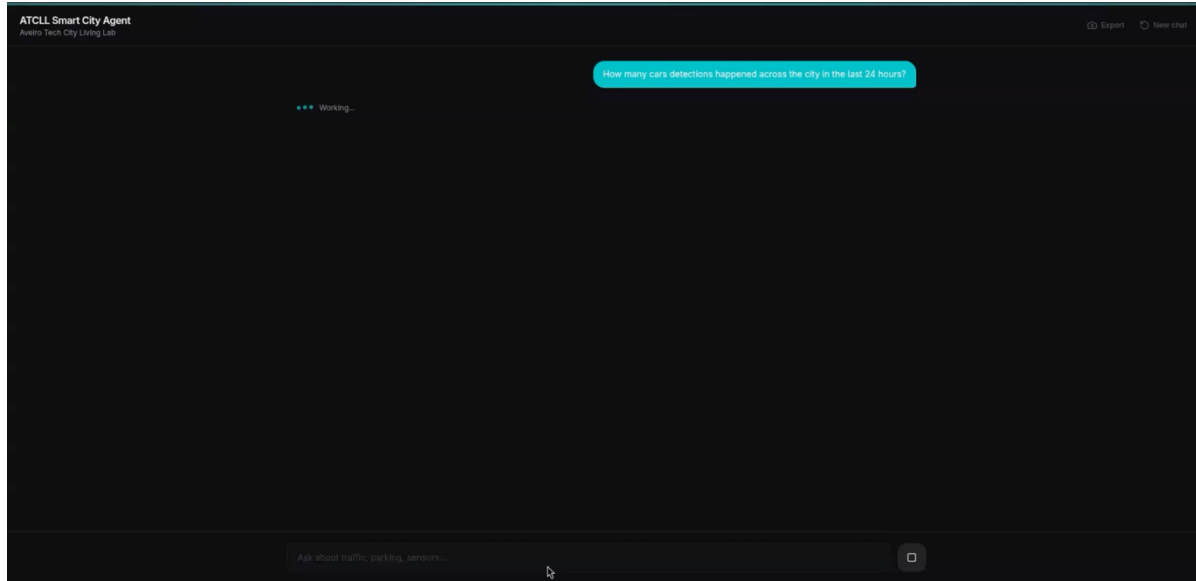 ATCLL Smart City Agent
Aveiro Tech City Living Lab
Export
New chat
How many cars detections happened across the city in the last 24 hours?
Working...
Ask about traffic, parking, sensors...